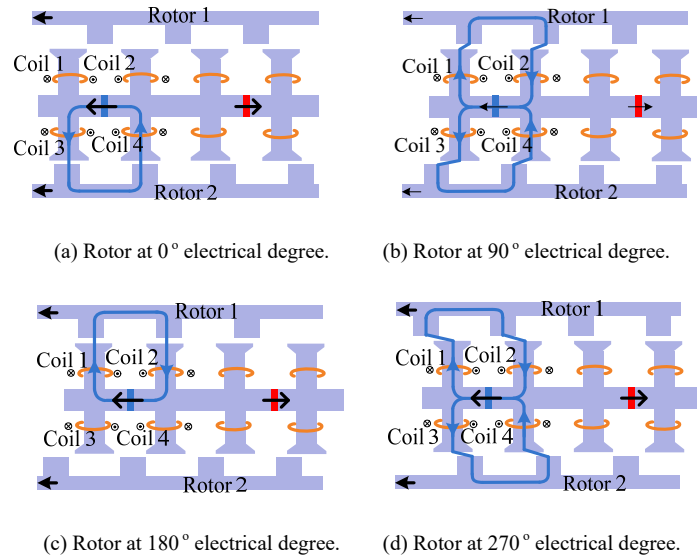 Rotor 1
Coil 1 Coil 2
Coil 3 Coil 4
Rotor 2
(a) Rotor at 0° electrical degree.
Rotor 1
Coil 1 Coil 2
Coil 3 Coil 4
Rotor 2
(b) Rotor at 90° electrical degree.
Rotor 1
Coil 1 Coil 2
Coil 3 Coil 4
Rotor 2
(c) Rotor at 180° electrical degree.
Rotor 1
Coil 1 Coil 2
Coil 3 Coil 4
Rotor 2
(d) Rotor at 270° electrical degree.